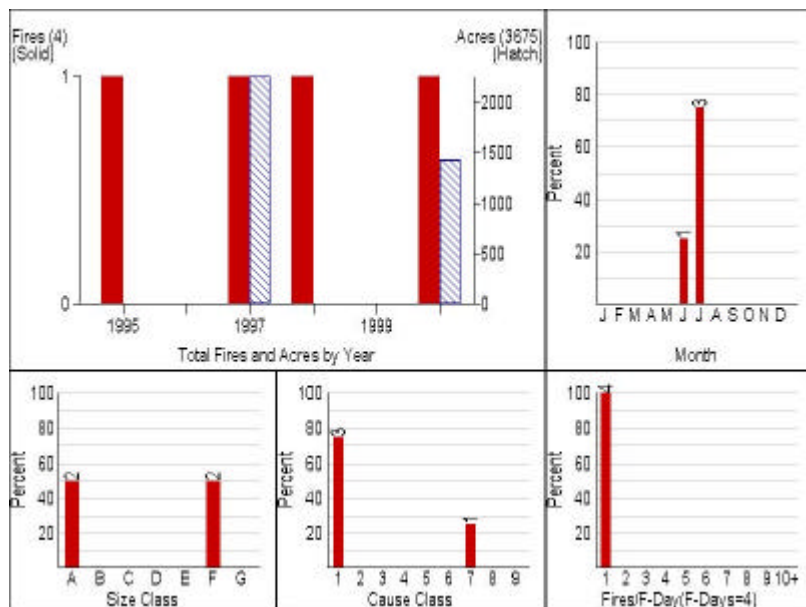 Fires (4)
(Solid)
Acres (3675)
(Hatch)
1
0
2000
1500
1000
500
0
1995
1997
1999
Total Fires and Acres by Year
100
80
60
40
20
Percent
1
3
J F M A M J J A S O N D
Month
100
80
60
40
20
Percent
2
2
A B C D E F G
Size Class
100
80
60
40
20
Percent
3
1
1 2 3 4 5 6 7 8 9
Cause Class
100
80
60
40
20
Percent
4
1 2 3 4 5 6 7 8 9 10+
Fires/F-Day(F-Days=4)